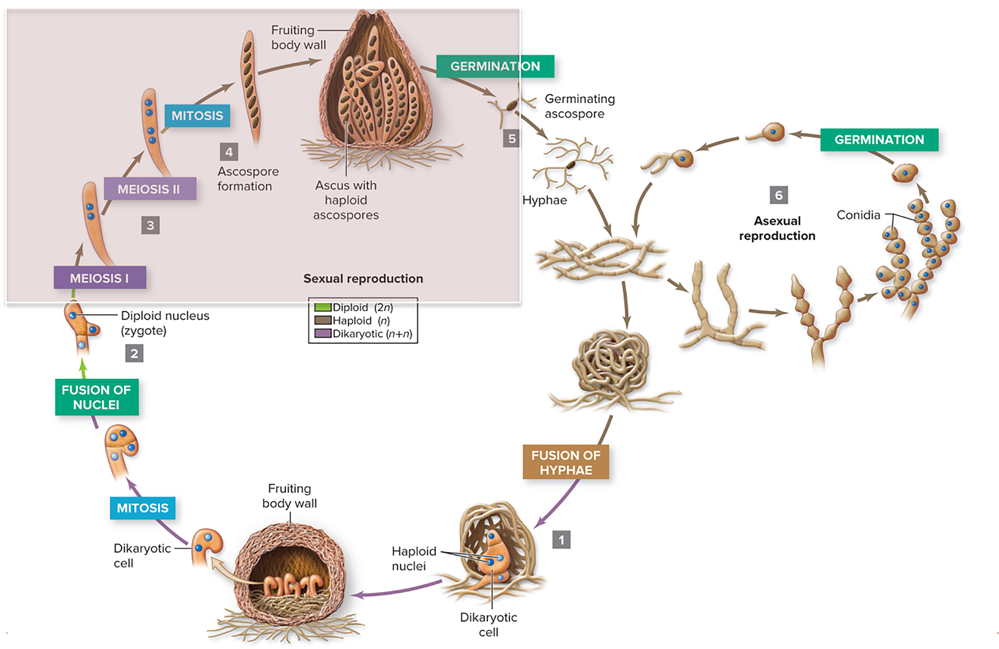 Fruiting
body wall
GERMINATION
Germinating
ascospore
MITOSIS
5
GERMINATION
4
Ascospore
formation
Ascus with
haploid
ascospores
Hyphae
MEIOSIS II
3
6
Asexual
reproduction
Conidia
MEIOSIS I
Sexual reproduction
Diploid (2n)
Haploid (n)
Dikaryotic (n+n)
Diploid nucleus
(zygote)
2
FUSION OF
NUCLEI
FUSION OF
HYPHAE
MITOSIS
Fruiting
body wall
1
Dikaryotic
cell
Haploid
nuclei
Dikaryotic
cell